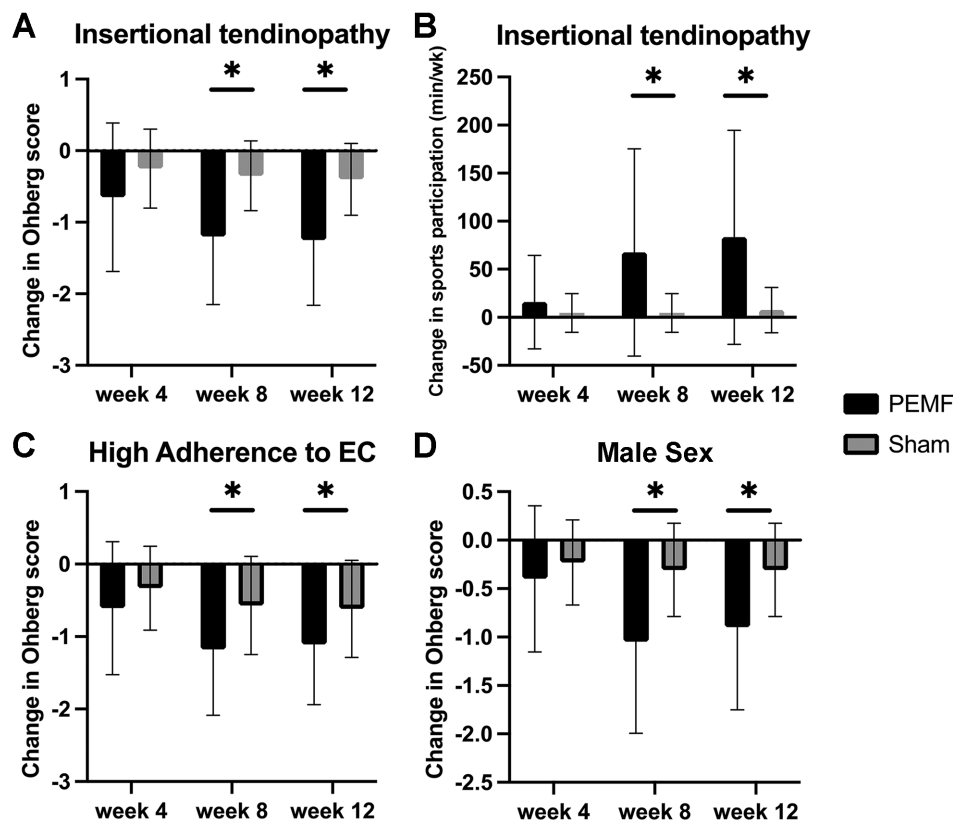 A
Insertional tendinopathy
Change in Ohberg score
1
0
-1
-2
-3
*
*
week 4
week 8
week 12
B
Insertional tendinopathy
Change in sports participation (min/wk)
250
200
150
100
50
0
-50
*
*
week 4
week 8
week 12
PEMF
Sham
C
High Adherence to EC
Change in Ohberg score
1
0
-1
-2
-3
*
*
week 4
week 8
week 12
D
Male Sex
Change in Ohberg score
0.5
0.0
-0.5
-1.0
-1.5
-2.0
-2.5
*
*
week 4
week 8
week 12